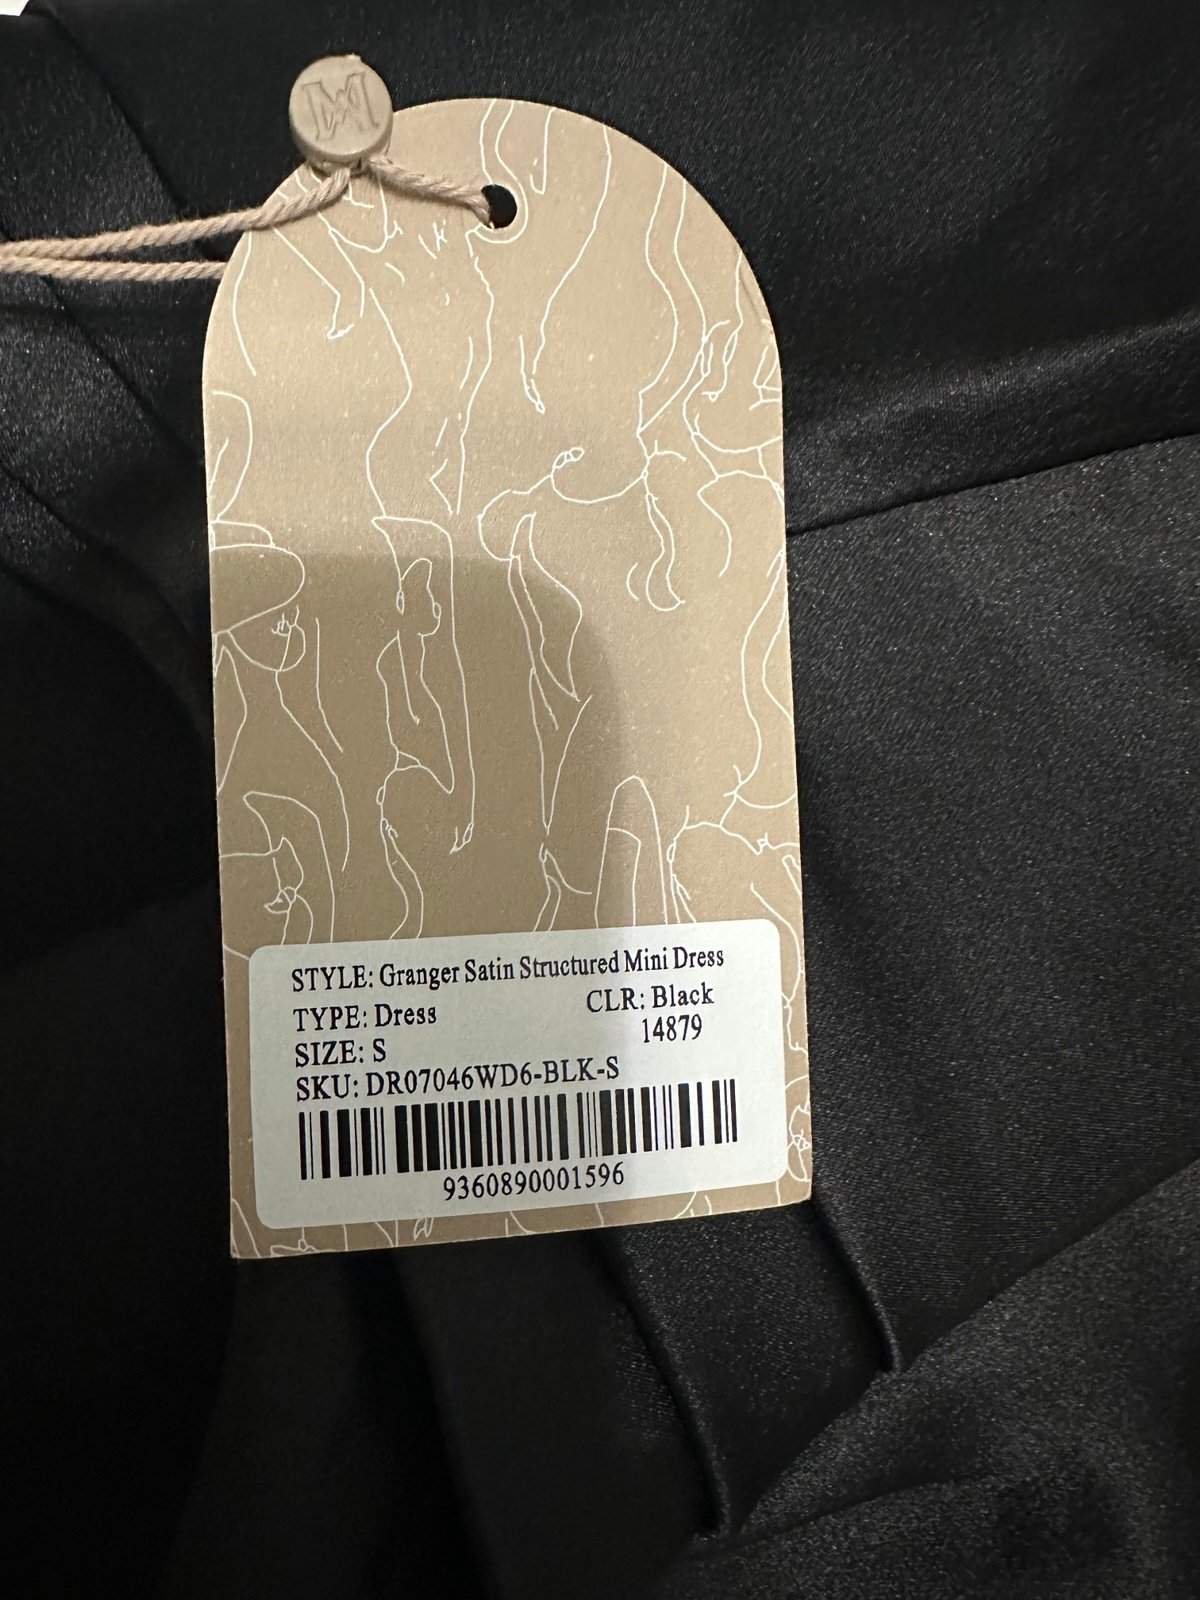 M
STYLE: Granger Satin Structured Mini Dress
TYPE: Dress CLR: Black
14879
SIZE: S
SKU: DR07046WD6-BLK-S
9360890001596